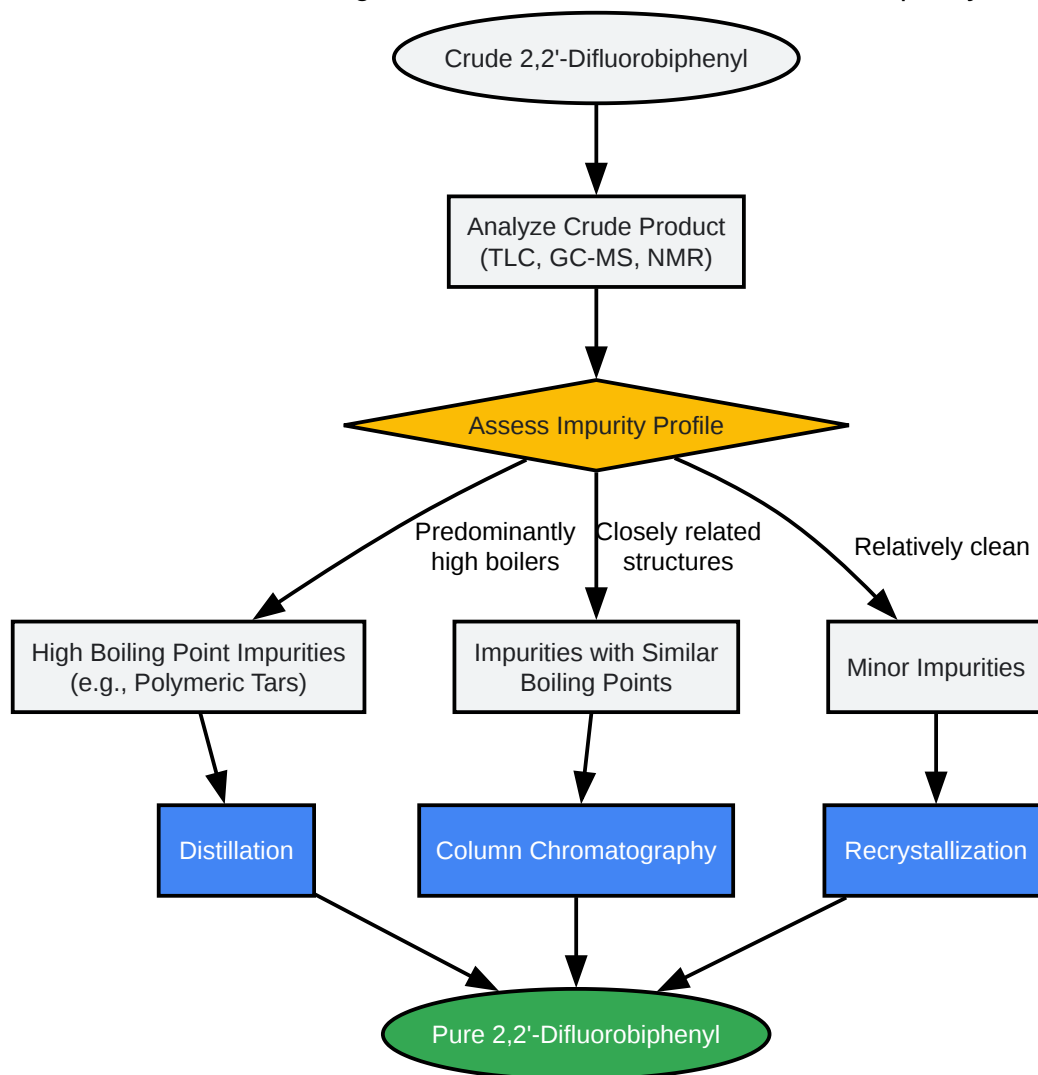 Crude 2,2'-Difluorobiphenyl
Analyze Crude Product
(TLC, GC-MS, NMR)
Assess Impurity Profile
Predominantly
high boilers
Closely related
structures
Relatively clean
High Boiling Point Impurities
(e.g., Polymeric Tars)
Impurities with Similar
Boiling Points
Minor Impurities
Distillation
Column Chromatography
Recrystallization
Pure 2,2'-Difluorobiphenyl